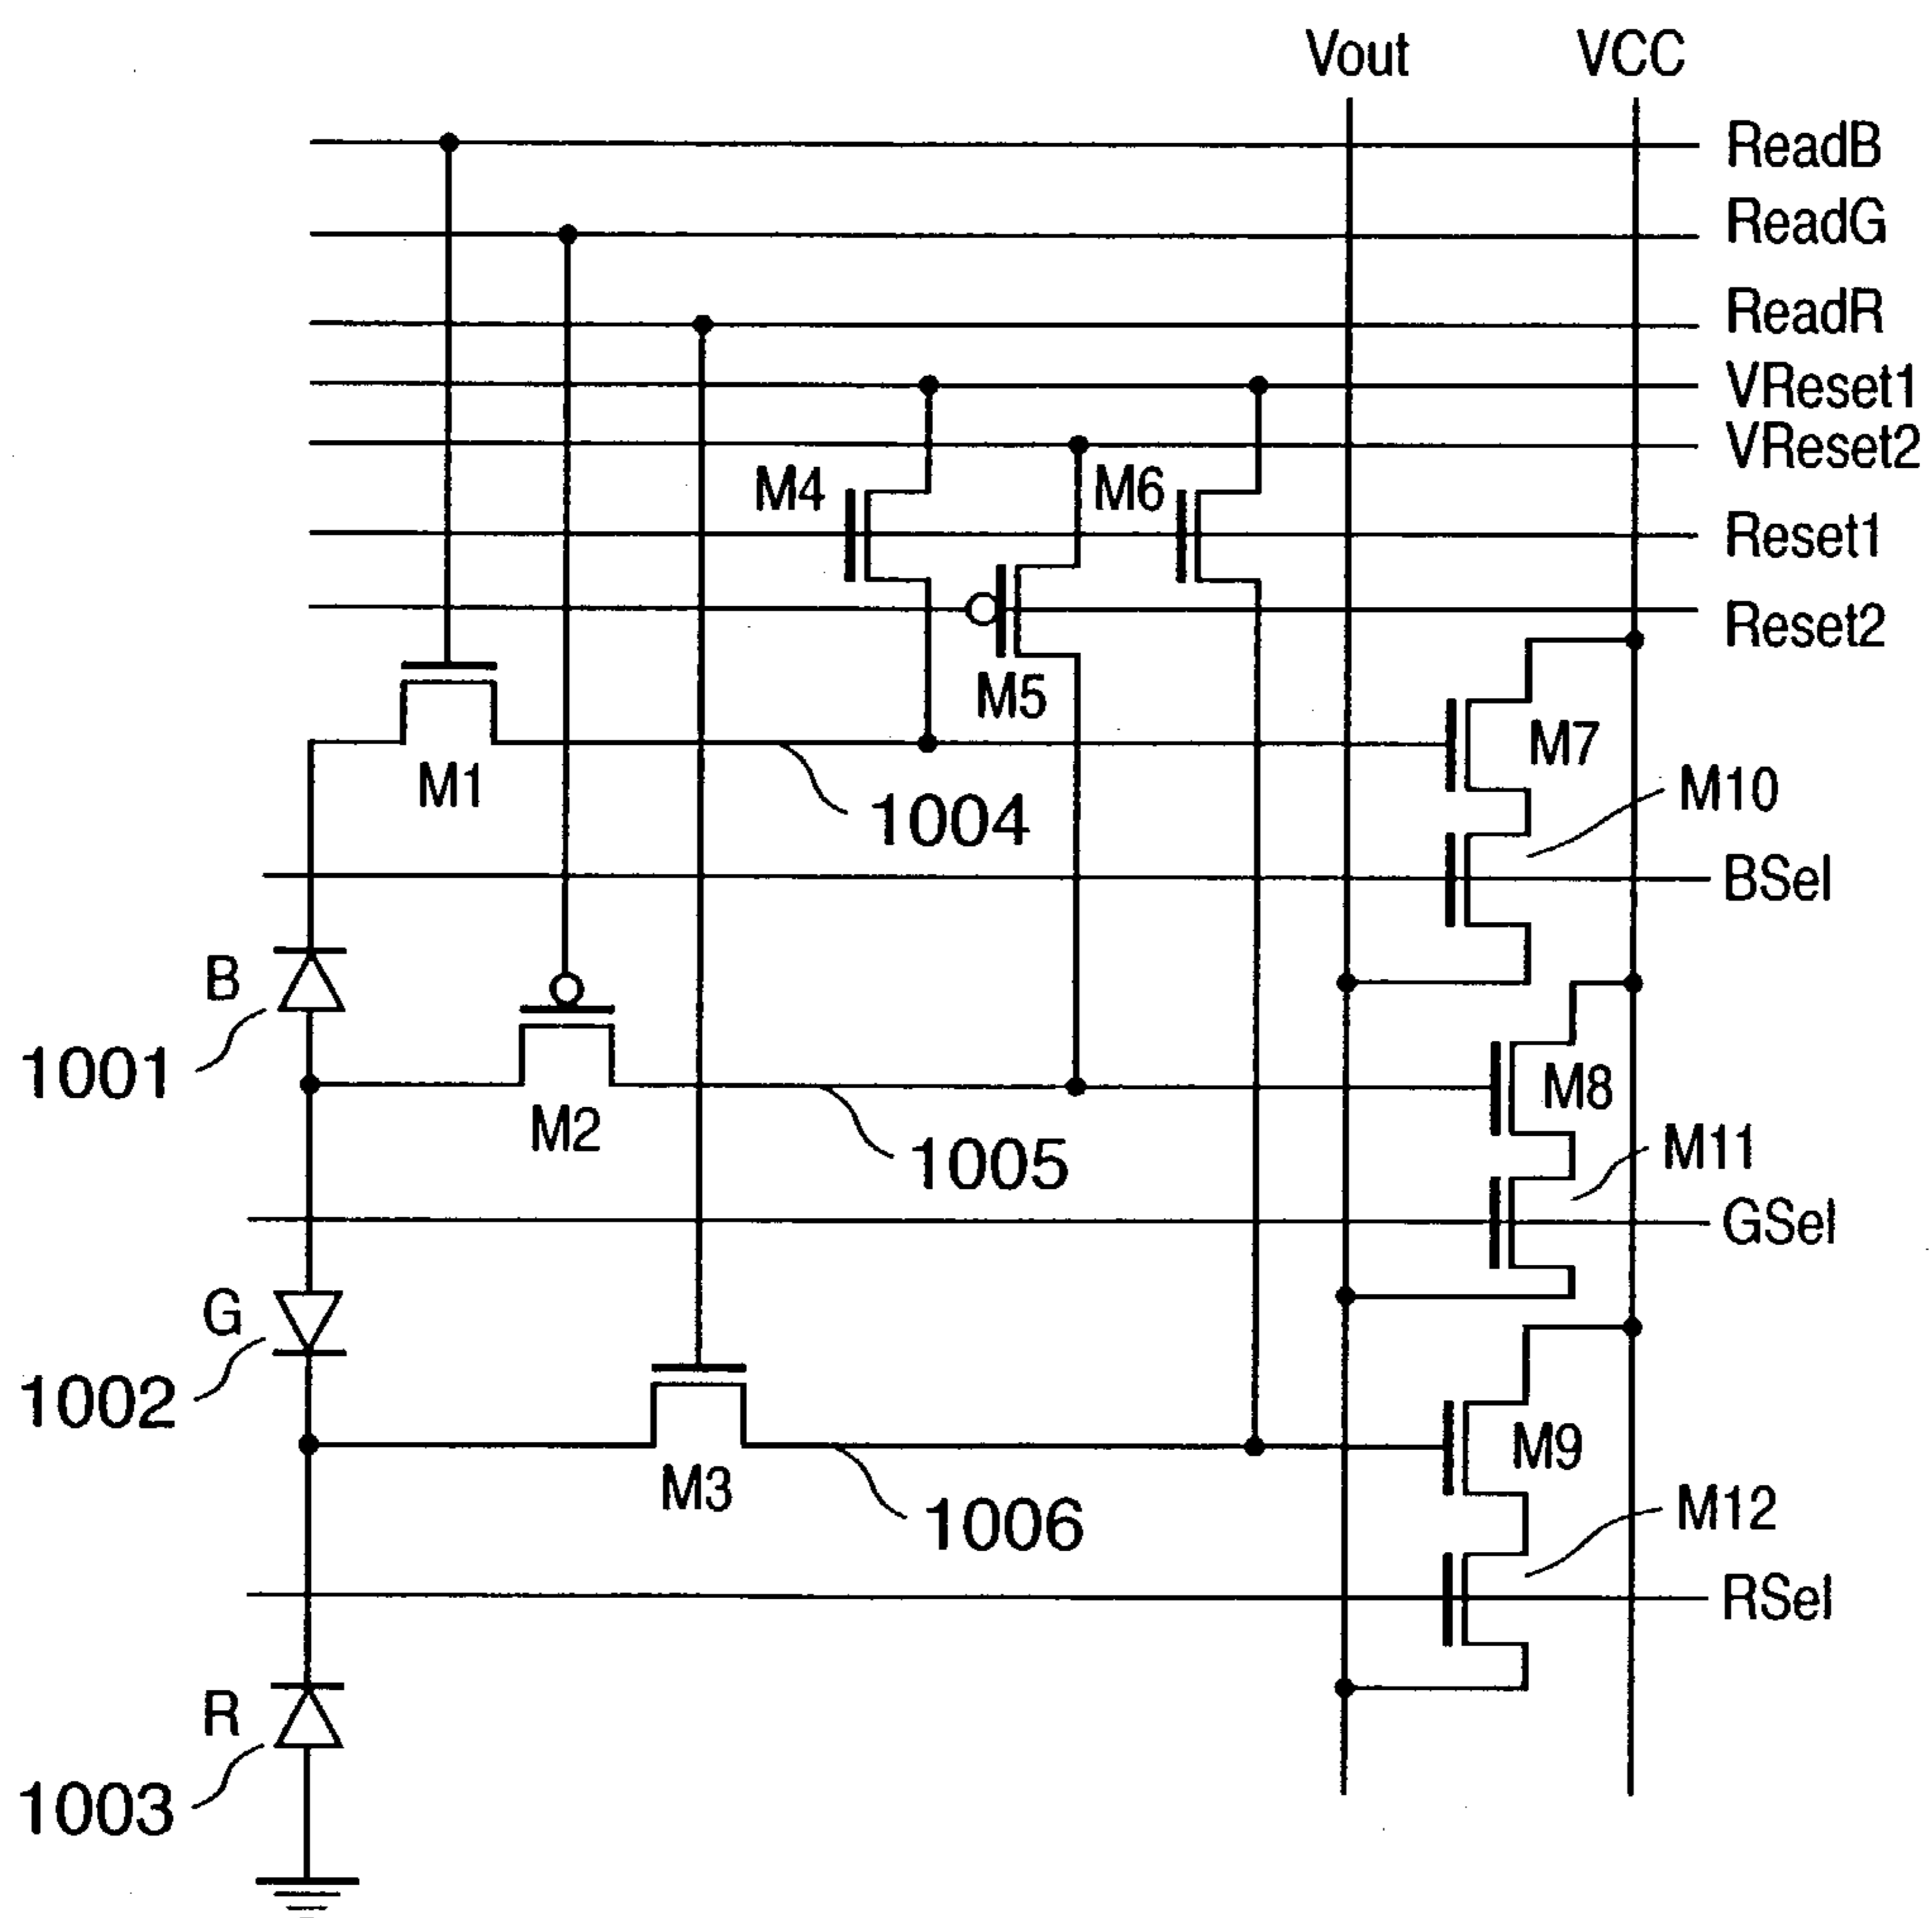 Vout VCC
ReadB
ReadG
ReadR
VReset1
VReset2
M4 M6
Reset1
Reset2
M5
M7
M1
M10
1004
BSel
B
1001
M8
M2
M11
1005
GSel
G
1002
M9
M3
M12
1006
RSel
R
1003